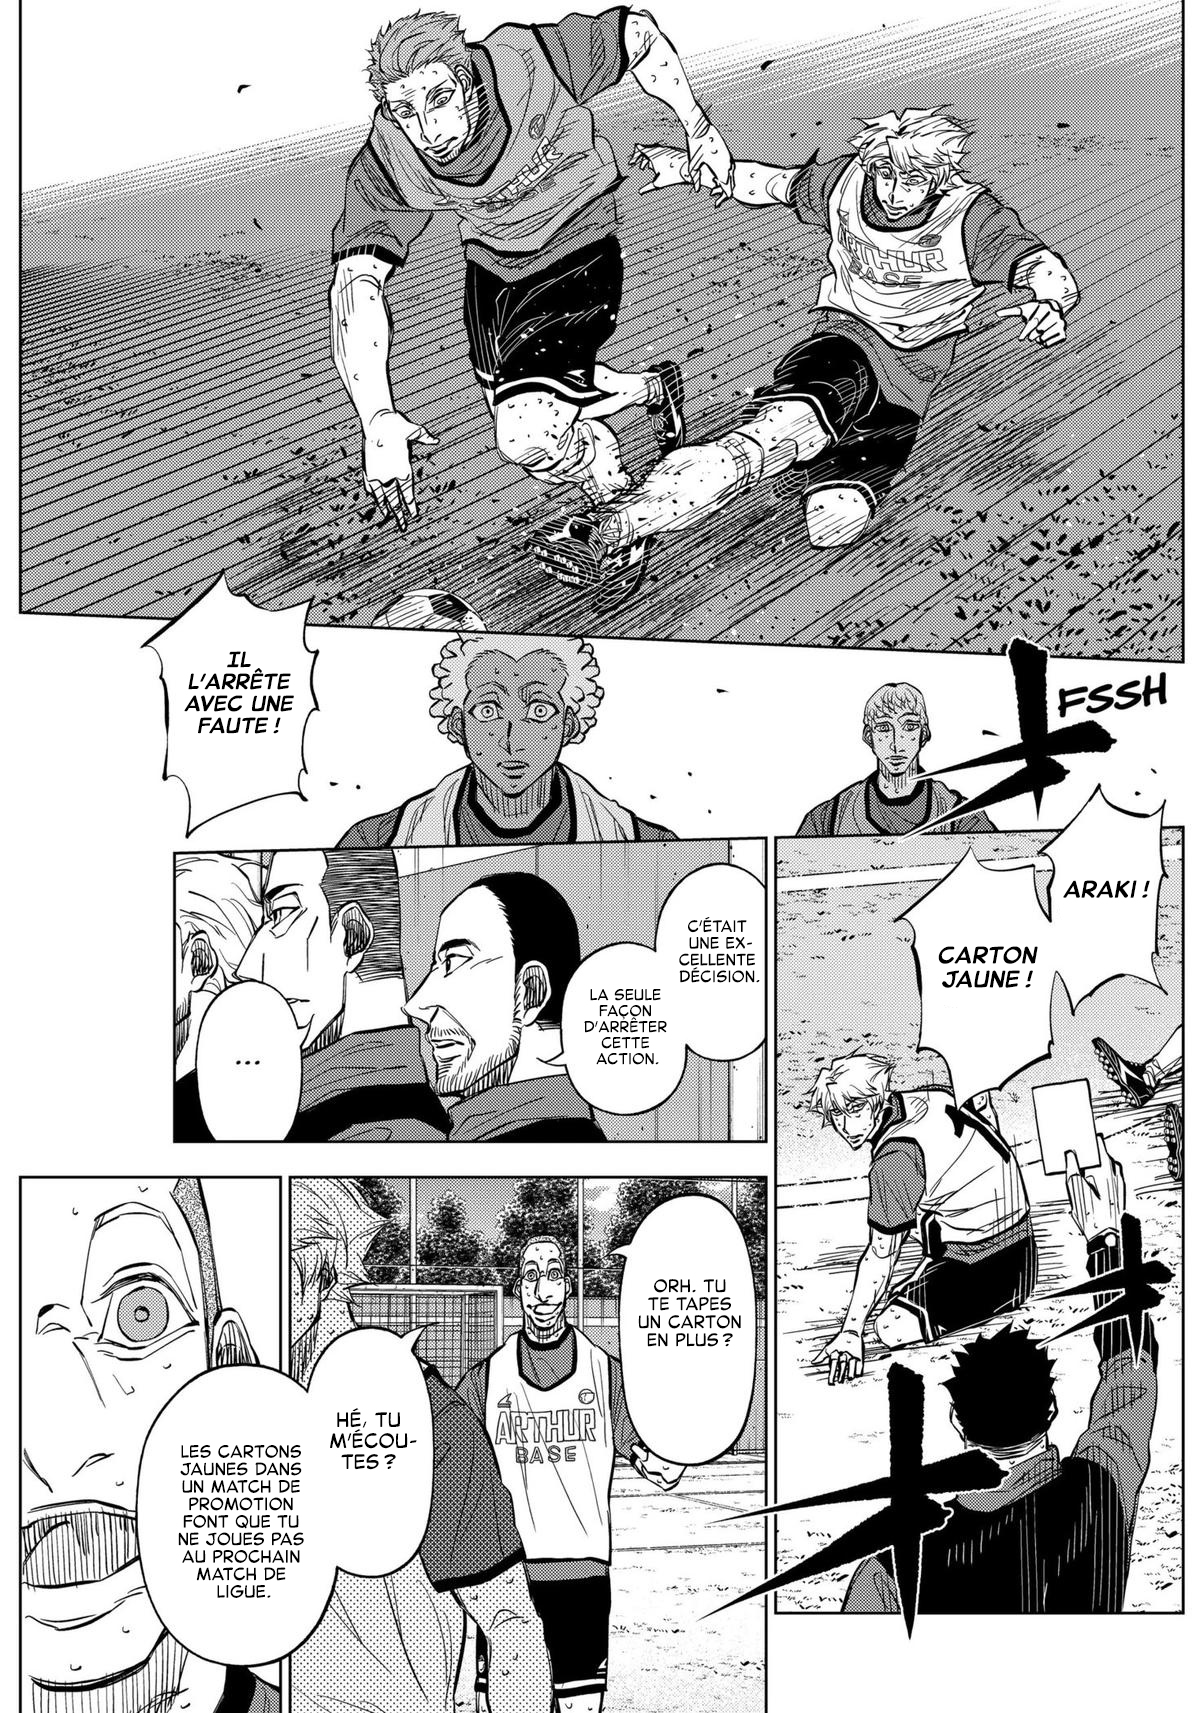 ARTHUR
BASE
ARTHUR
BASE
IL
L'ARRÊTE
AVEC UNE
FAUTE !
FSSH
ARAKI !
CARTON
JAUNE !
C'ÉTAIT
UNE EX-
CELLENTE
DÉCISION.
LA SEULE
FAÇON
D'ARRÊTER
CETTE
ACTION.
...
ORH. TU
TE TAPES
UN CARTON
EN PLUS ?
ARTHUR
BASE
HÉ, TU
M'ÉCOU-
TES ?
LES CARTONS
JAUNES DANS
UN MATCH DE
PROMOTION
FONT QUE TU
NE JOUES PAS
AU PROCHAIN
MATCH DE
LIGUE.